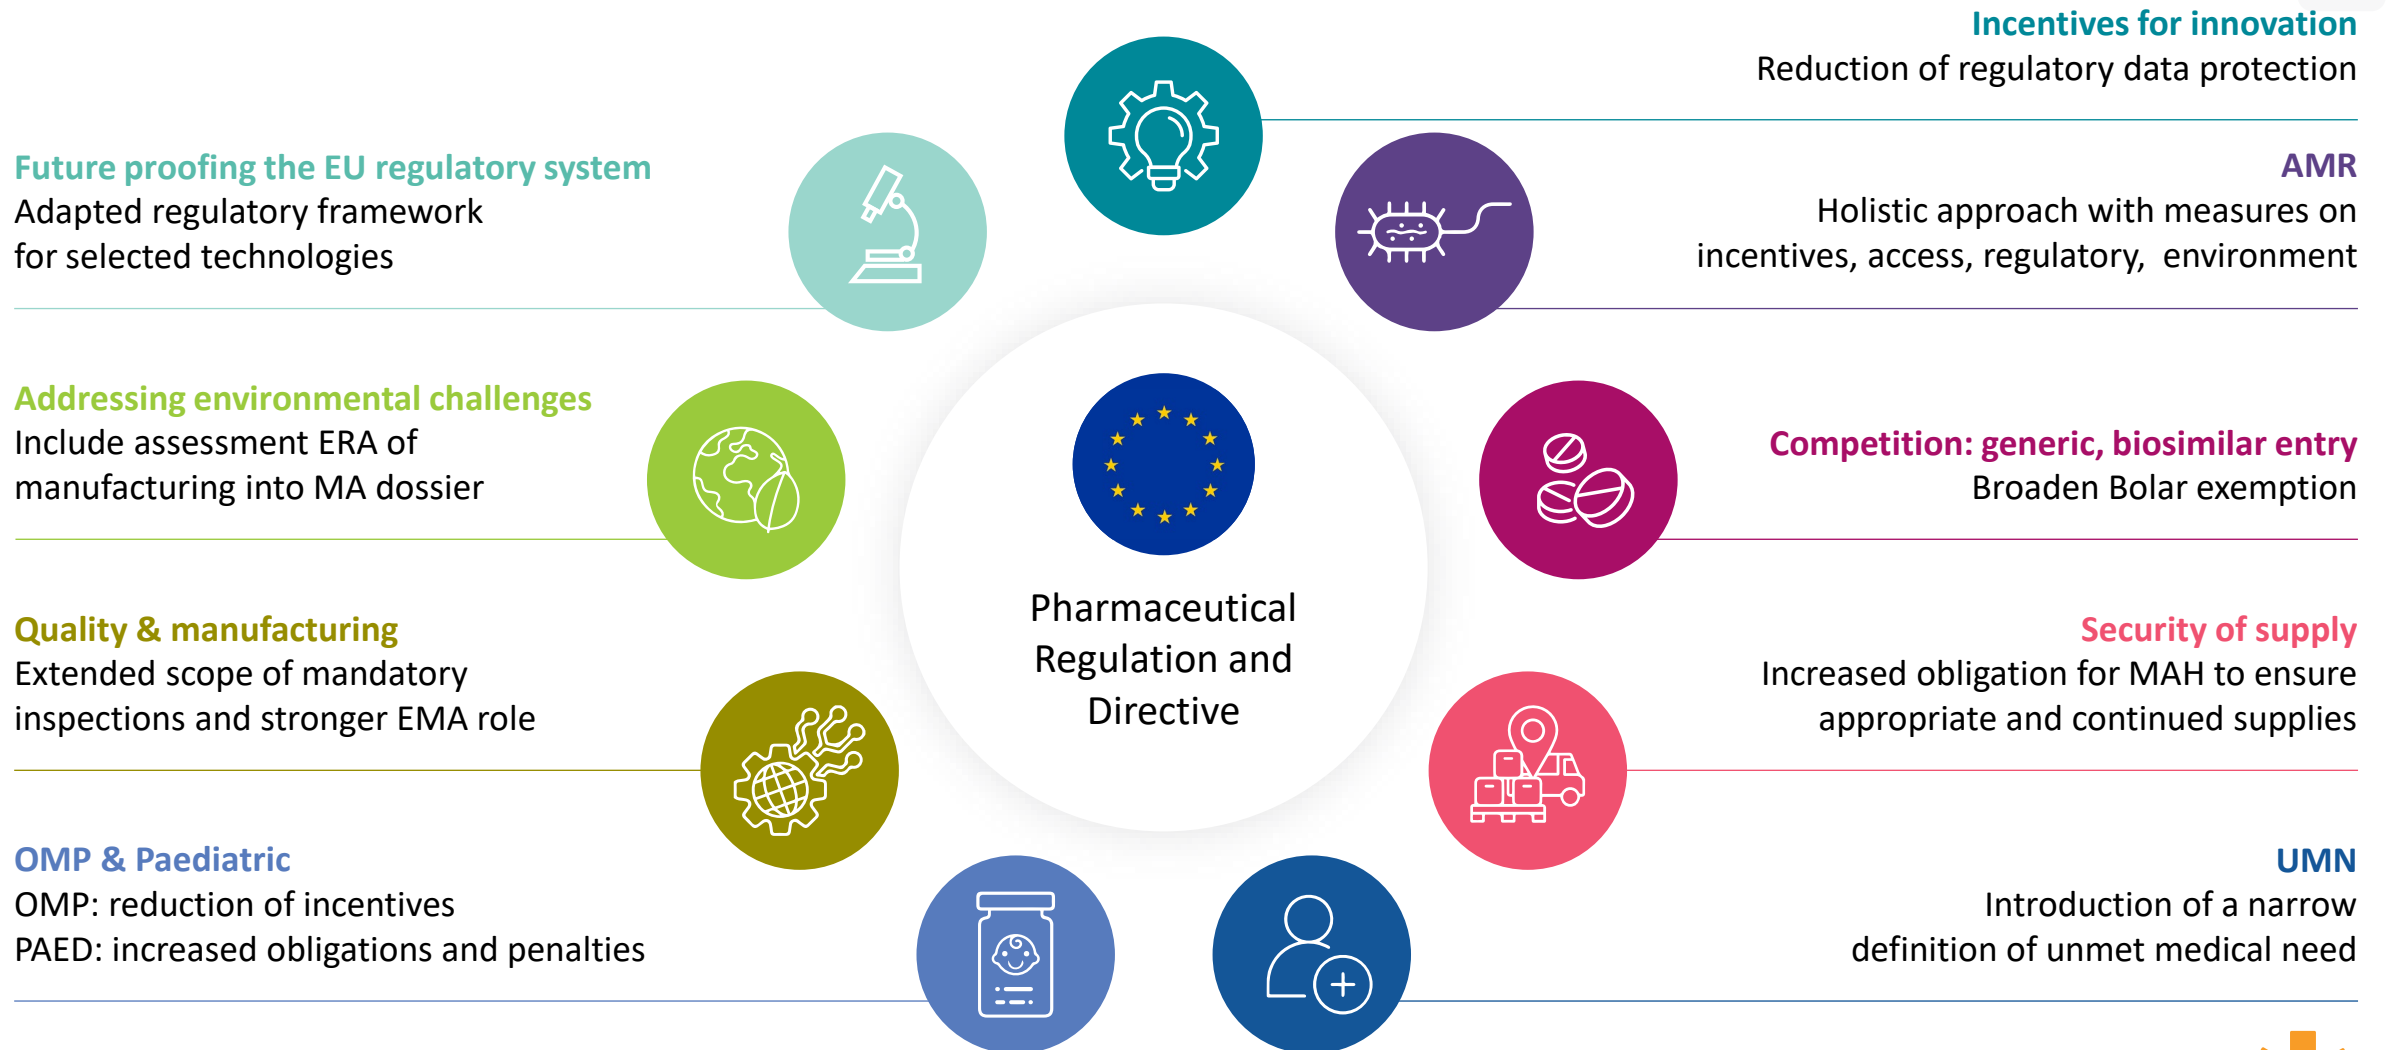 Incentives for innovation
Reduction of regulatory data protection
Future proofing the EU regulatory system
Adapted regulatory framework
for selected technologies
AMR
Holistic approach with measures on
incentives, access, regulatory,  environment
Addressing environmental challenges
Include assessment ERA of
manufacturing into MA dossier
Competition: generic, biosimilar entry
Broaden Bolar exemption
Pharmaceutical
Regulation and
Directive
Quality & manufacturing
Extended scope of mandatory
inspections and stronger EMA role
Security of supply
Increased obligation for MAH to ensure
appropriate and continued supplies
OMP & Paediatric
OMP: reduction of incentives
PAED: increased obligations and penalties
UMN
Introduction of a narrow
definition of unmet medical need